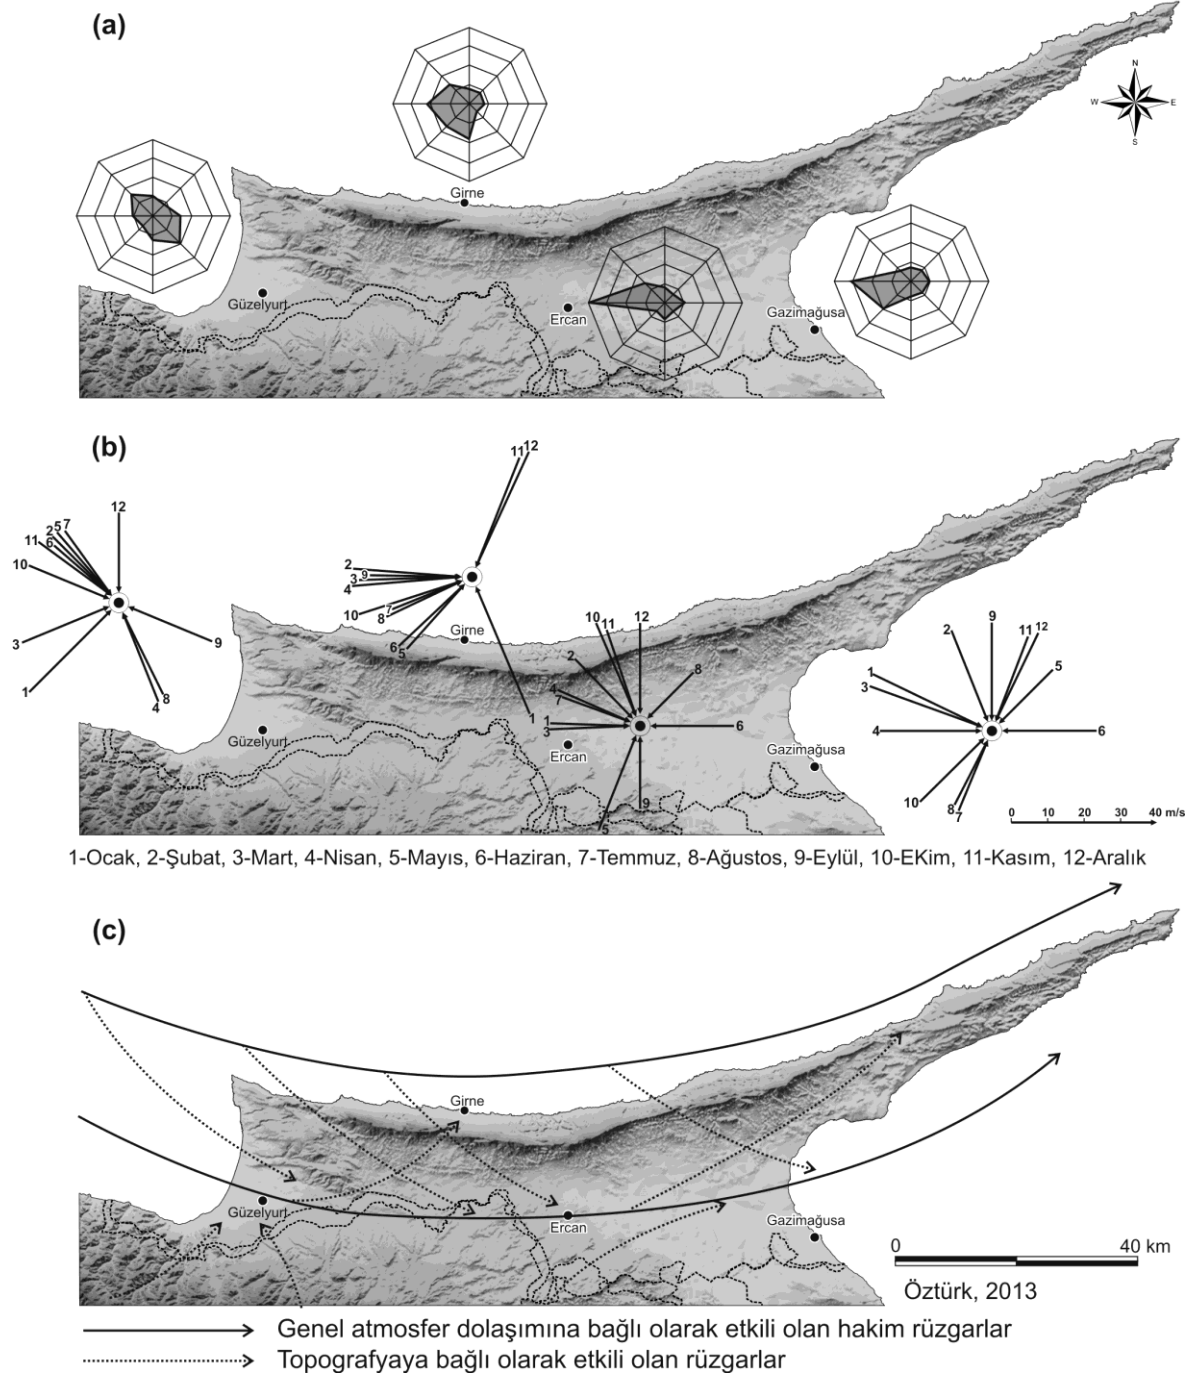 (a)
N
W E
S
Girne
Güzelyurt
Ercan
Gazimağusa
(b)
11 12
12
2 5 7
6
11
10
3
1
9
4 8
2
3 9
4
10
7
8
6
5
1
10 11 12
2
8
4
7
1
3
6
5
9
2
9
11 12
5
1
3
4
6
10
8
7
Girne
Güzelyurt
Ercan
Gazimağusa
0 10 20 30 40 m/s
1-Ocak, 2-Şubat, 3-Mart, 4-Nisan, 5-Mayıs, 6-Haziran, 7-Temmuz, 8-Ağustos, 9-Eylül, 10-EKim, 11-Kasım, 12-Aralık
(c)
Girne
Güzelyurt
Ercan
Gazimağusa
0 40 km
Öztürk, 2013
Genel atmosfer dolaşımına bağlı olarak etkili olan hakim rüzgarlar
Topografyaya bağlı olarak etkili olan rüzgarlar